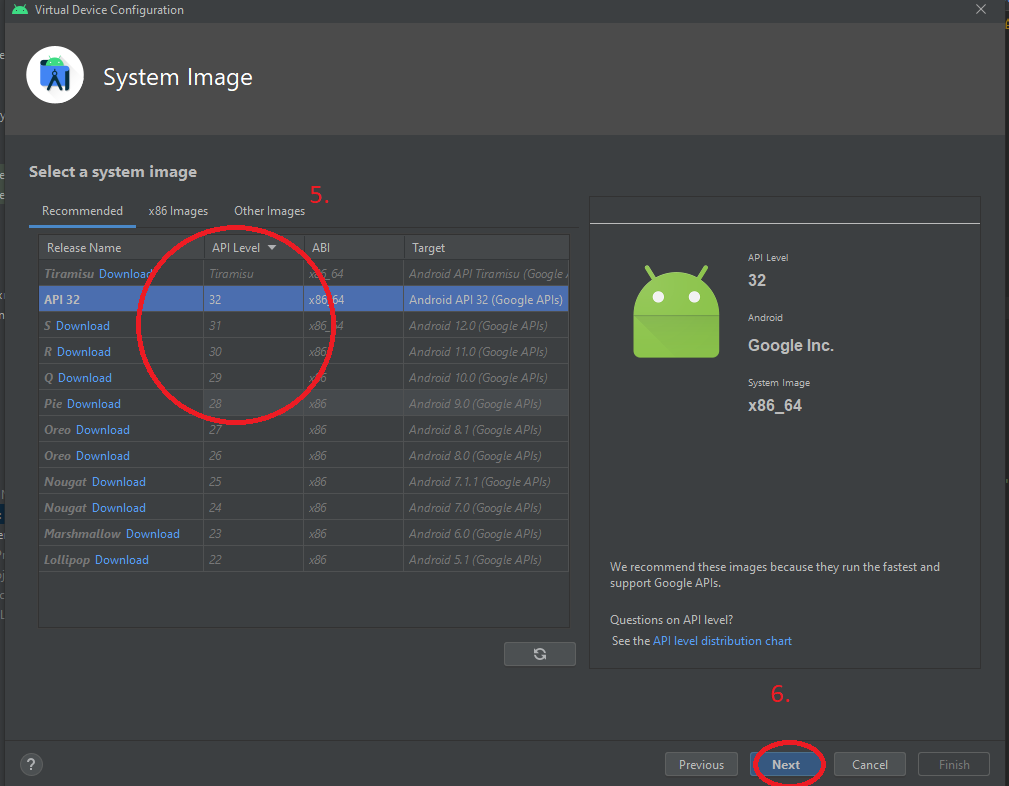 Virtual Device Configuration
System Image
Select a system image
5.
Recommended x86 Images Other Images
Release Name API Level ABI Target
Tiramisu Download Tiramisu x86_64 Android API Tiramisu (Google
API 32 32 x86_64 Android API 32 (Google APIs)
S Download 31 x86_64 Android 12.0 (Google APIs)
R Download 30 x86 Android 11.0 (Google APIs)
Q Download 29 x86 Android 10.0 (Google APIs)
Pie Download 28 x86 Android 9.0 (Google APIs)
Oreo Download 27 x86 Android 8.1 (Google APIs)
Oreo Download 26 x86 Android 8.0 (Google APIs)
Nougat Download 25 x86 Android 7.1.1 (Google APIs)
Nougat Download 24 x86 Android 7.0 (Google APIs)
Marshmallow Download 23 x86 Android 6.0 (Google APIs)
Lollipop Download 22 x86 Android 5.1 (Google APIs)
API Level
32
Android
Google Inc.
System Image
x86_64
We recommend these images because they run the fastest and
support Google APIs.
Questions on API level?
See the API level distribution chart
6.
? Previous Next Cancel Finish